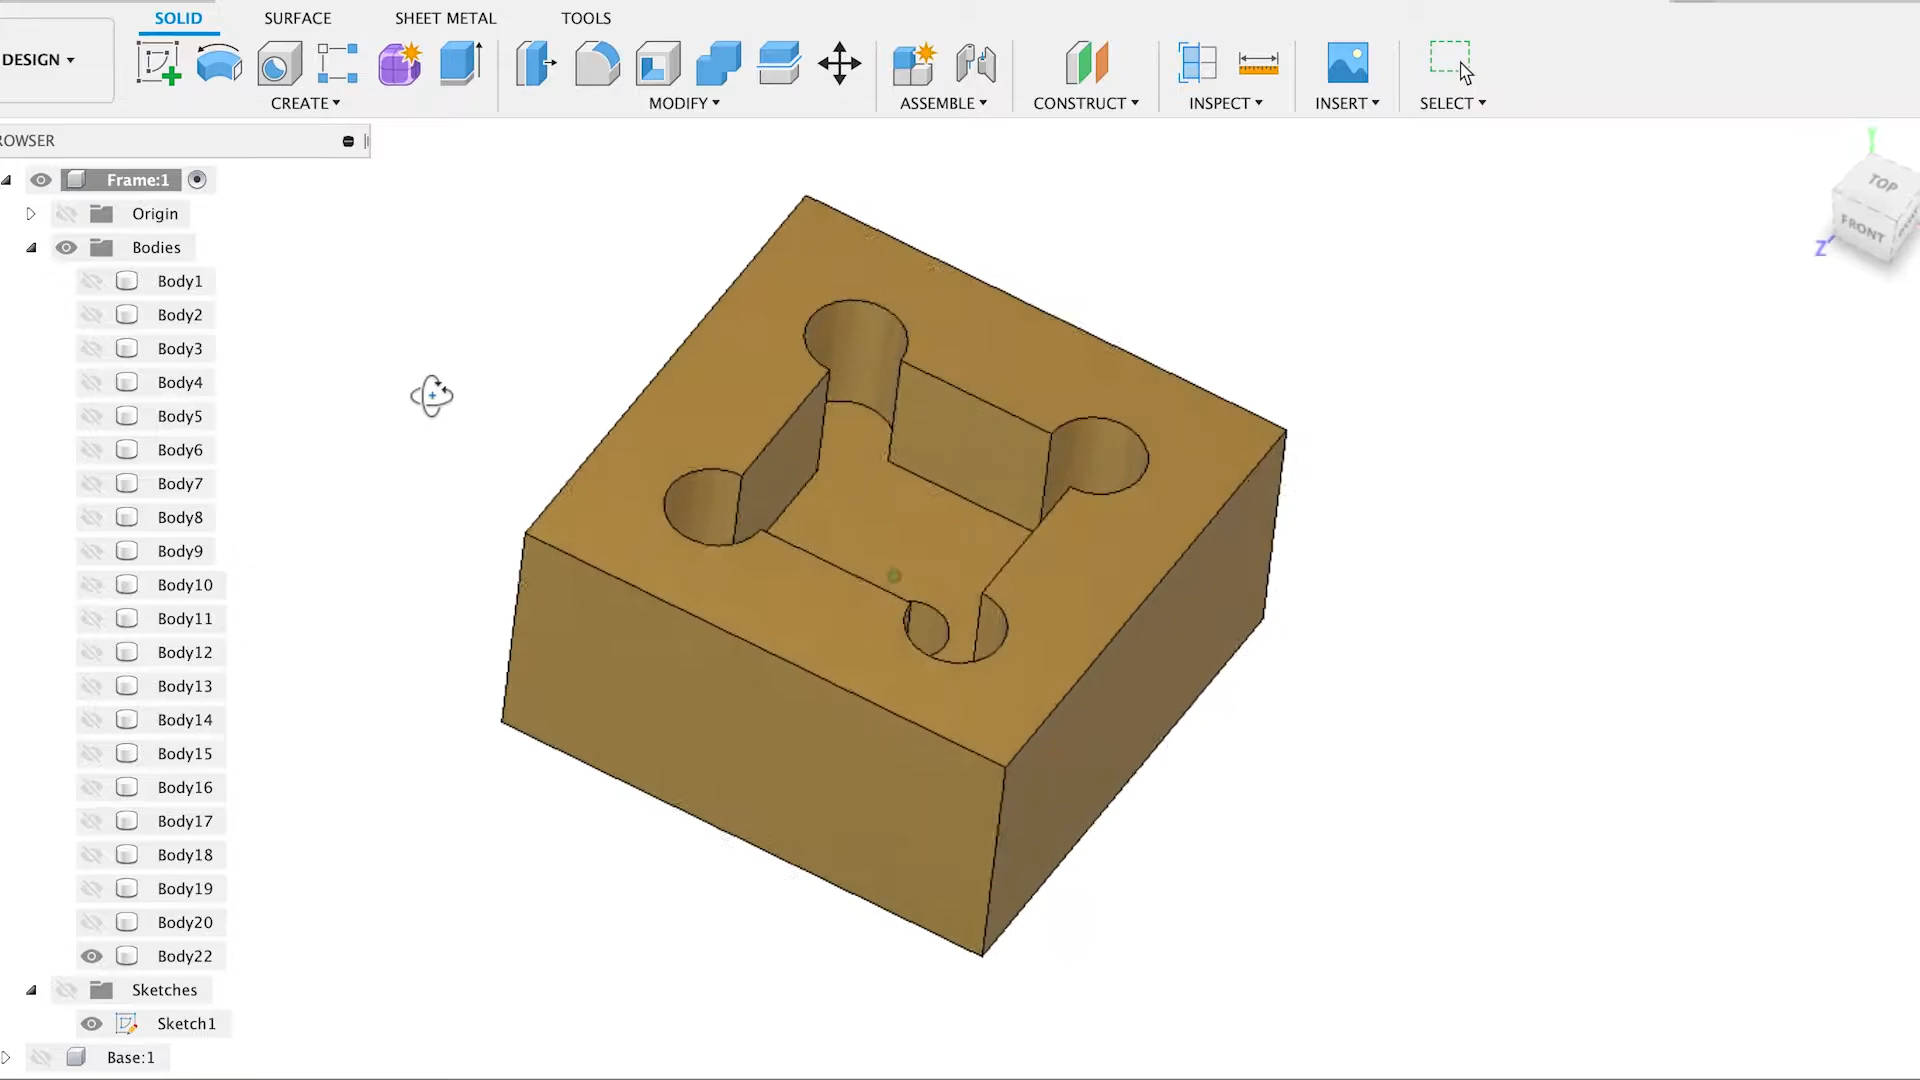 SOLID SURFACE SHEET METAL TOOLS
DESIGN
CREATE MODIFY ASSEMBLE CONSTRUCT INSPECT INSERT SELECT
ROWSER
Frame:1
Origin
Bodies
Body1
Body2
Body3
Body4
Body5
Body6
Body7
Body8
Body9
Body10
Body11
Body12
Body13
Body14
Body15
Body16
Body17
Body18
Body19
Body20
Body22
Sketches
Sketch1
Base:1
TOP
FRONT
Z